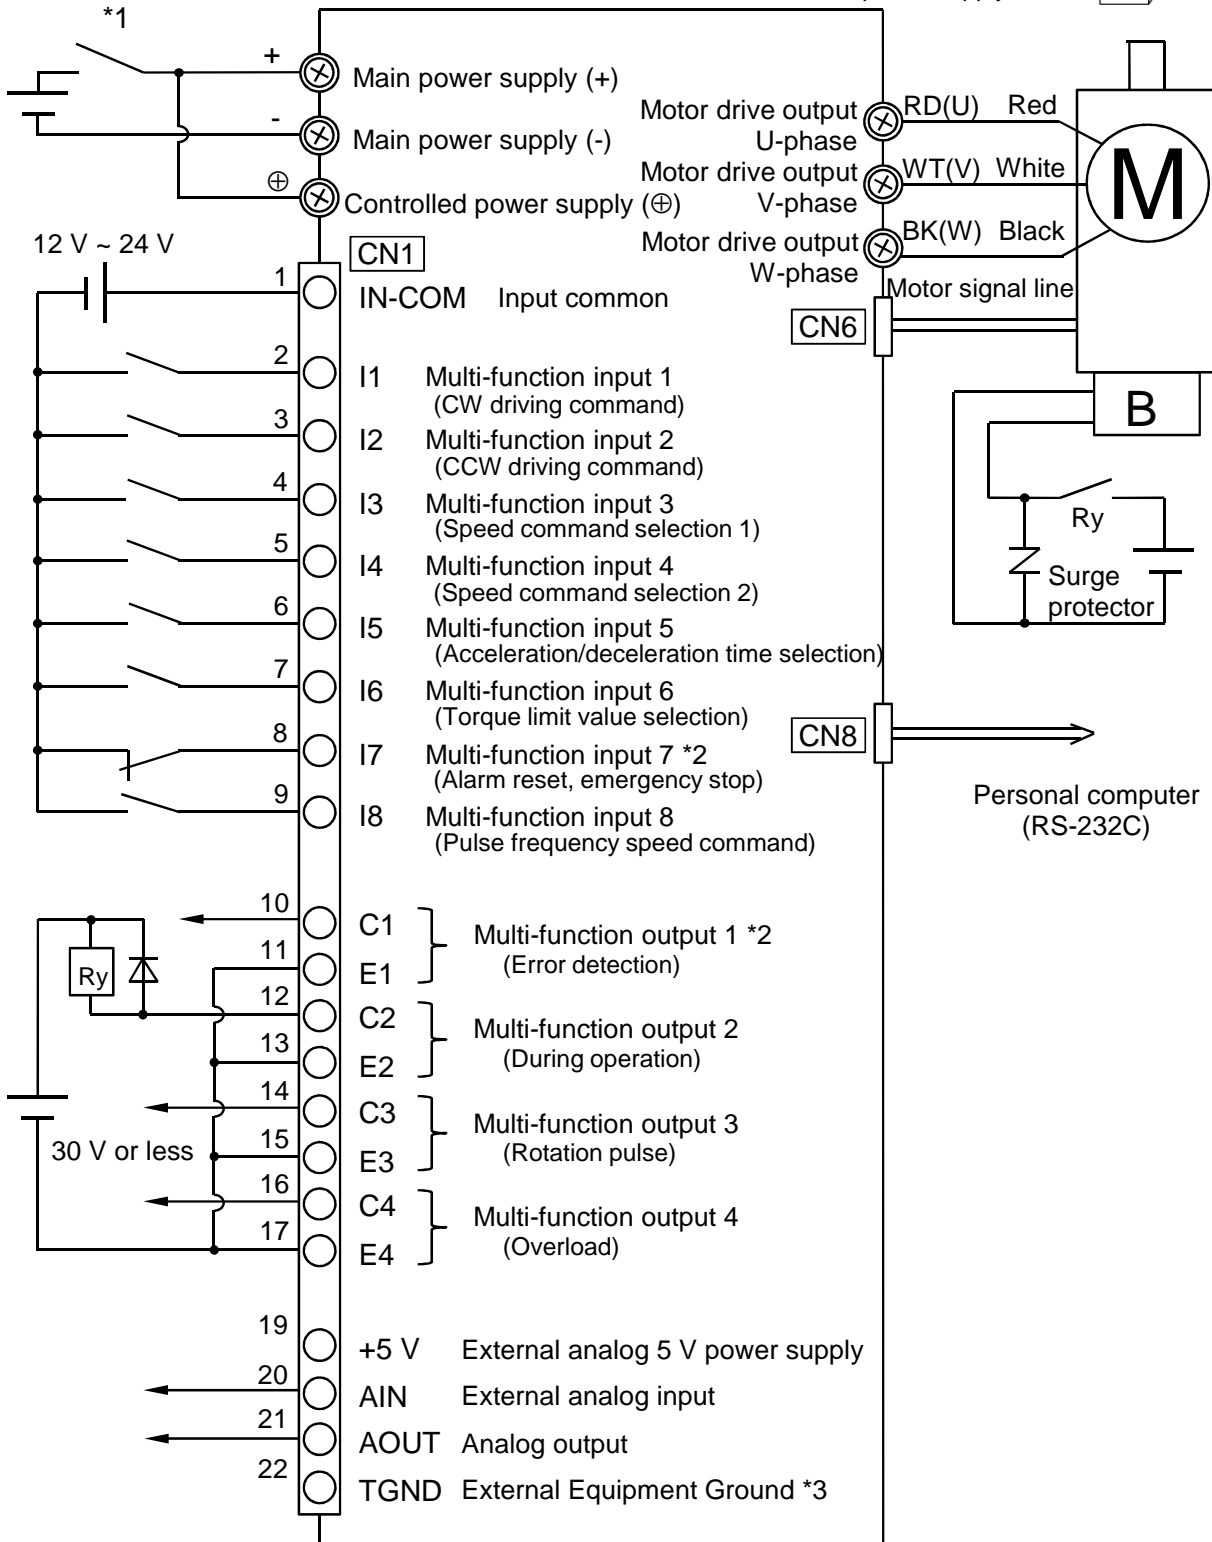 *1
+
Main power supply (+)
-
Main power supply (-)
⊕
Controlled power supply (⊕)
Motor drive output
U-phase
RD(U) Red
Motor drive output
V-phase
WT(V) White
Motor drive output
W-phase
BK(W) Black
M
12 V ~ 24 V
CN1
Motor signal line
CN6
B
Ry
Surge
protector
1 IN-COM Input common
2 I1 Multi-function input 1
(CW driving command)
3 I2 Multi-function input 2
(CCW driving command)
4 I3 Multi-function input 3
(Speed command selection 1)
5 I4 Multi-function input 4
(Speed command selection 2)
6 I5 Multi-function input 5
(Acceleration/deceleration time selection)
7 I6 Multi-function input 6
(Torque limit value selection)
8 I7 Multi-function input 7 *2
(Alarm reset, emergency stop)
9 I8 Multi-function input 8
(Pulse frequency speed command)
CN8
Personal computer
(RS-232C)
Ry
30 V or less
10 C1
11 E1
Multi-function output 1 *2
(Error detection)
12 C2
13 E2
Multi-function output 2
(During operation)
14 C3
15 E3
Multi-function output 3
(Rotation pulse)
16 C4
17 E4
Multi-function output 4
(Overload)
19 +5 V External analog 5 V power supply
20 AIN External analog input
21 AOUT Analog output
22 TGND External Equipment Ground *3